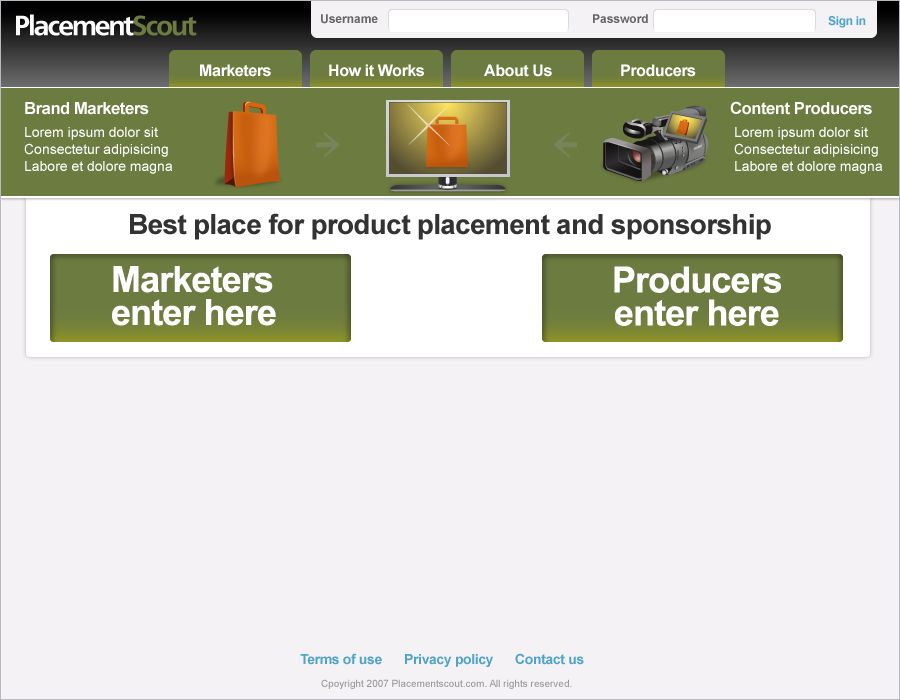 PlacementScout
Username
Password
Sign in
Marketers
How it Works
About Us
Producers
Brand Marketers
Lorem ipsum dolor sit
Consectetur adipisicing
Labore et dolore magna
Content Producers
Lorem ipsum dolor sit
Consectetur adipisicing
Labore et dolore magna
Best place for product placement and sponsorship
Marketers
enter here
Producers
enter here
Terms of use
Privacy policy
Contact us
Cpoyright 2007 Placementscout.com. All rights reserved.